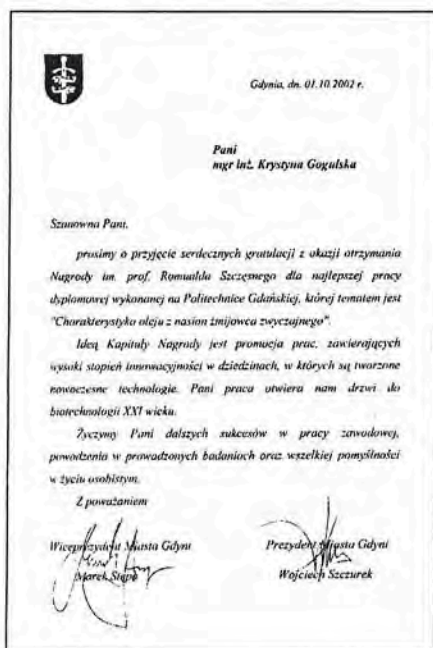 Gdynia, dn. 01.10.2002 r.
Pani
mgr inż. Krystyna Gogulska
Szanowna Pani,
prosimy o przyjęcie serdecznych gratulacji z okazji otrzymania
Nagrody im. prof. Romualda Szczęsnego dla najlepszej pracy
dyplomowej wykonanej na Politechnice Gdańskiej, której tematem jest
"Charakterystyka oleju z nasion żmijowca zwyczajnego".
Ideą Kapituły Nagrody jest promocja prac, zawierających
wysoki stopień innowacyjności w dziedzinach, w których są tworzone
nowoczesne technologie. Pani praca otwiera nam drzwi do
biotechnologii XXI wieku.
Życzymy Pani dalszych sukcesów w pracy zawodowej,
powodzenia w prowadzonych badaniach oraz wszelkiej pomyślności
w życiu osobistym.
Z poważaniem
Wiceprezydent Miasta Gdyni
Marek Stępa
Prezydent Miasta Gdyni
Wojciech Szczurek